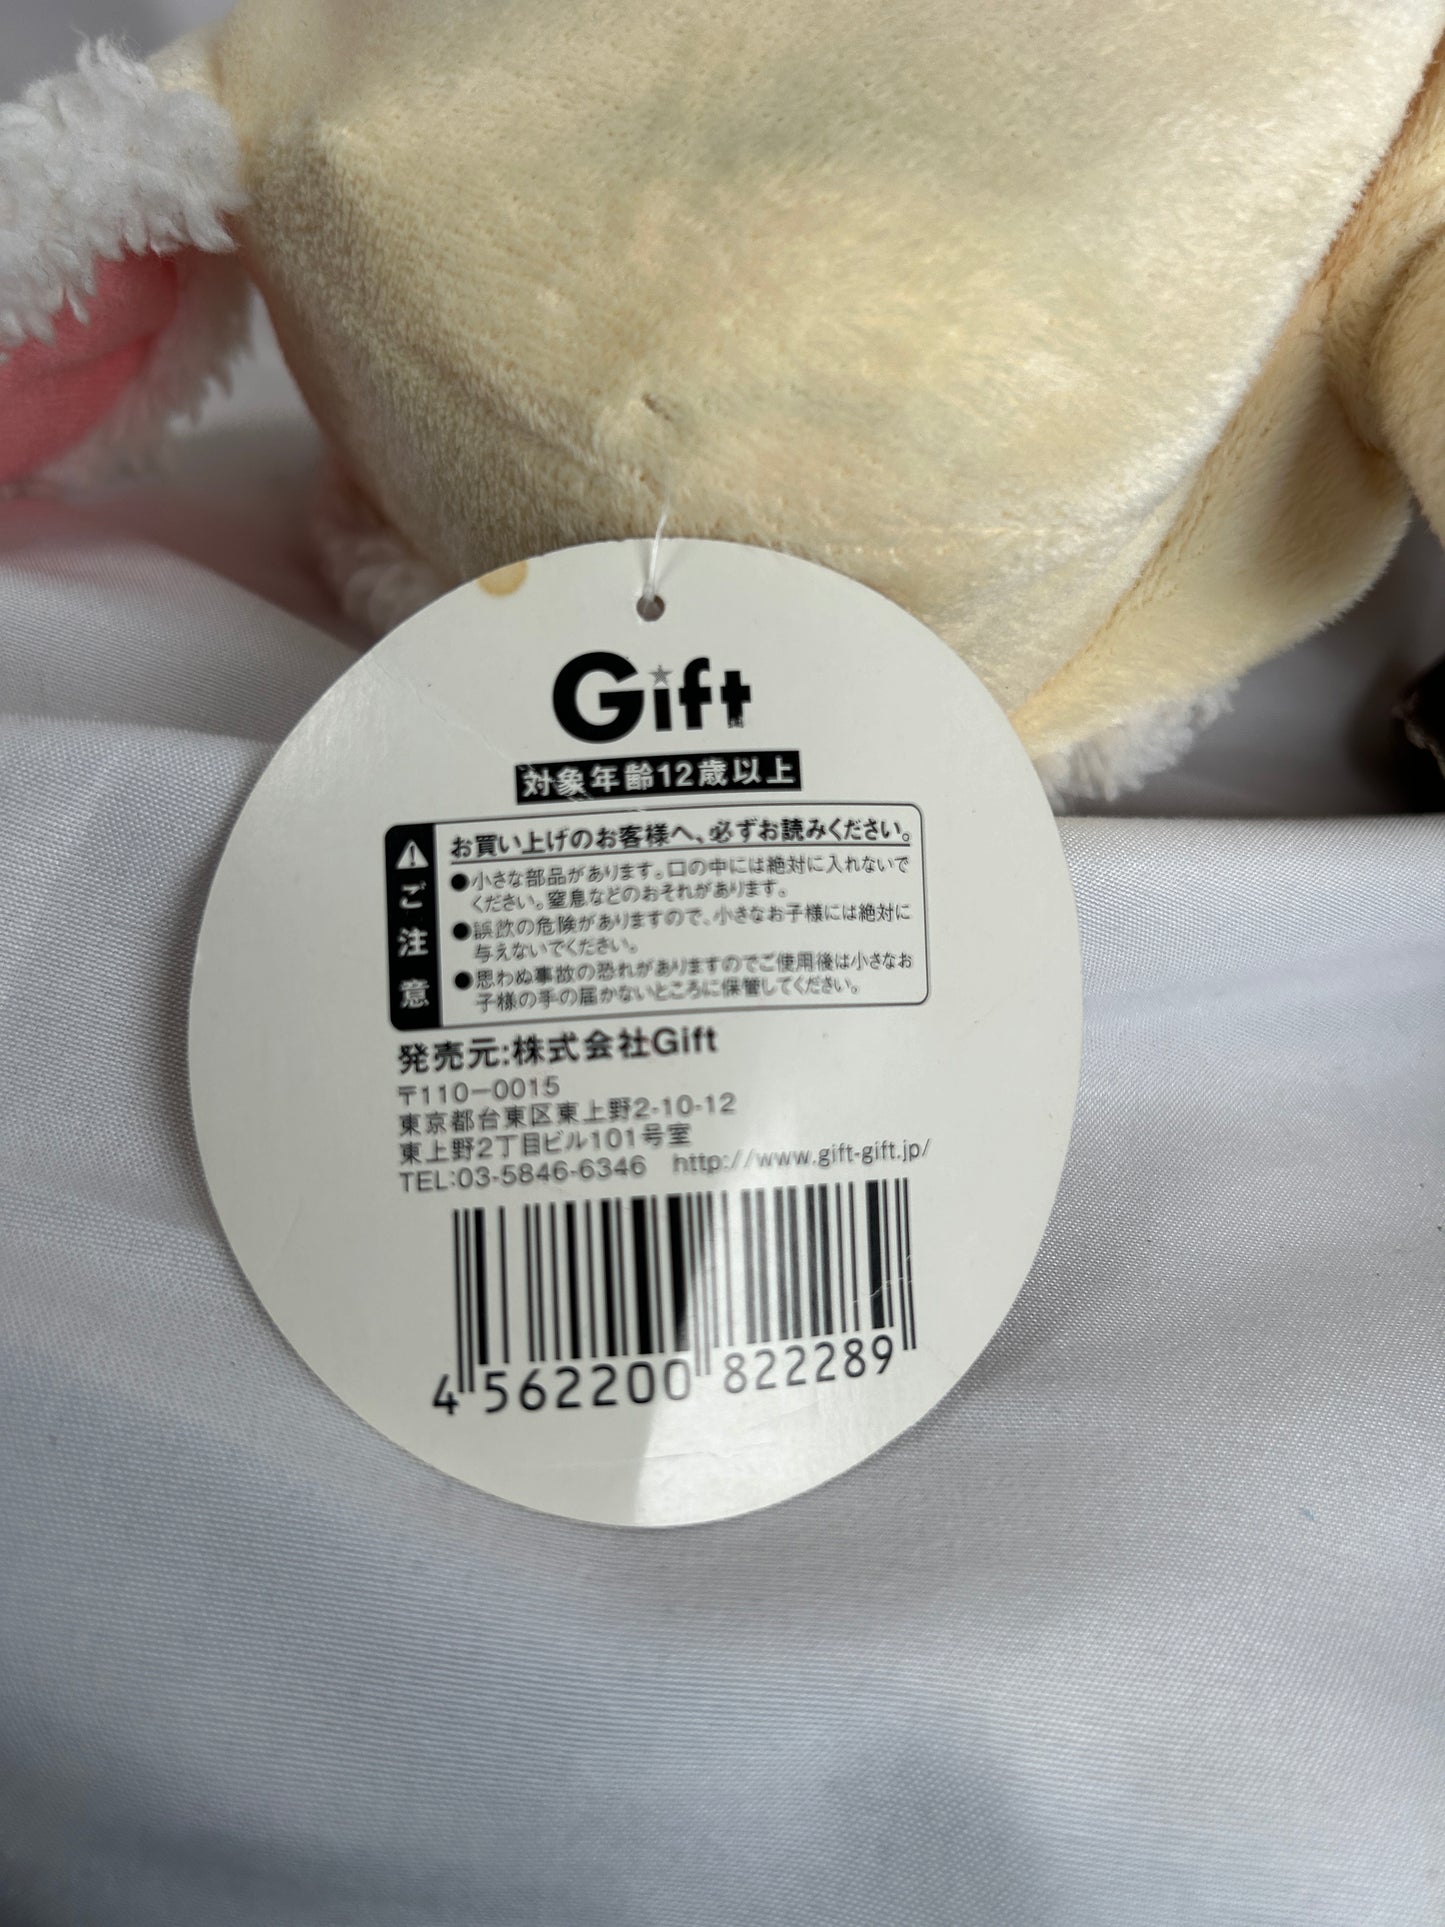 Gift
対象年齢12歳以上
ご注意
お買い上げのお客様へ、必ずお読みください。
●小さな部品があります。口の中には絶対に入れないで
ください。窒息などのおそれがあります。
●誤飲の危険がありますので、小さなお子様には絶対に
与えないでください。
●思わぬ事故の恐れがありますのでご使用後は小さなお
子様の手の届かないところに保管してください。
発売元:株式会社Gift
〒110-0015
東京都台東区東上野2-10-12
東上野2丁目ビル101号室
TEL:03-5846-6346 http://www.gift-gift.jp/
4 562200 822289